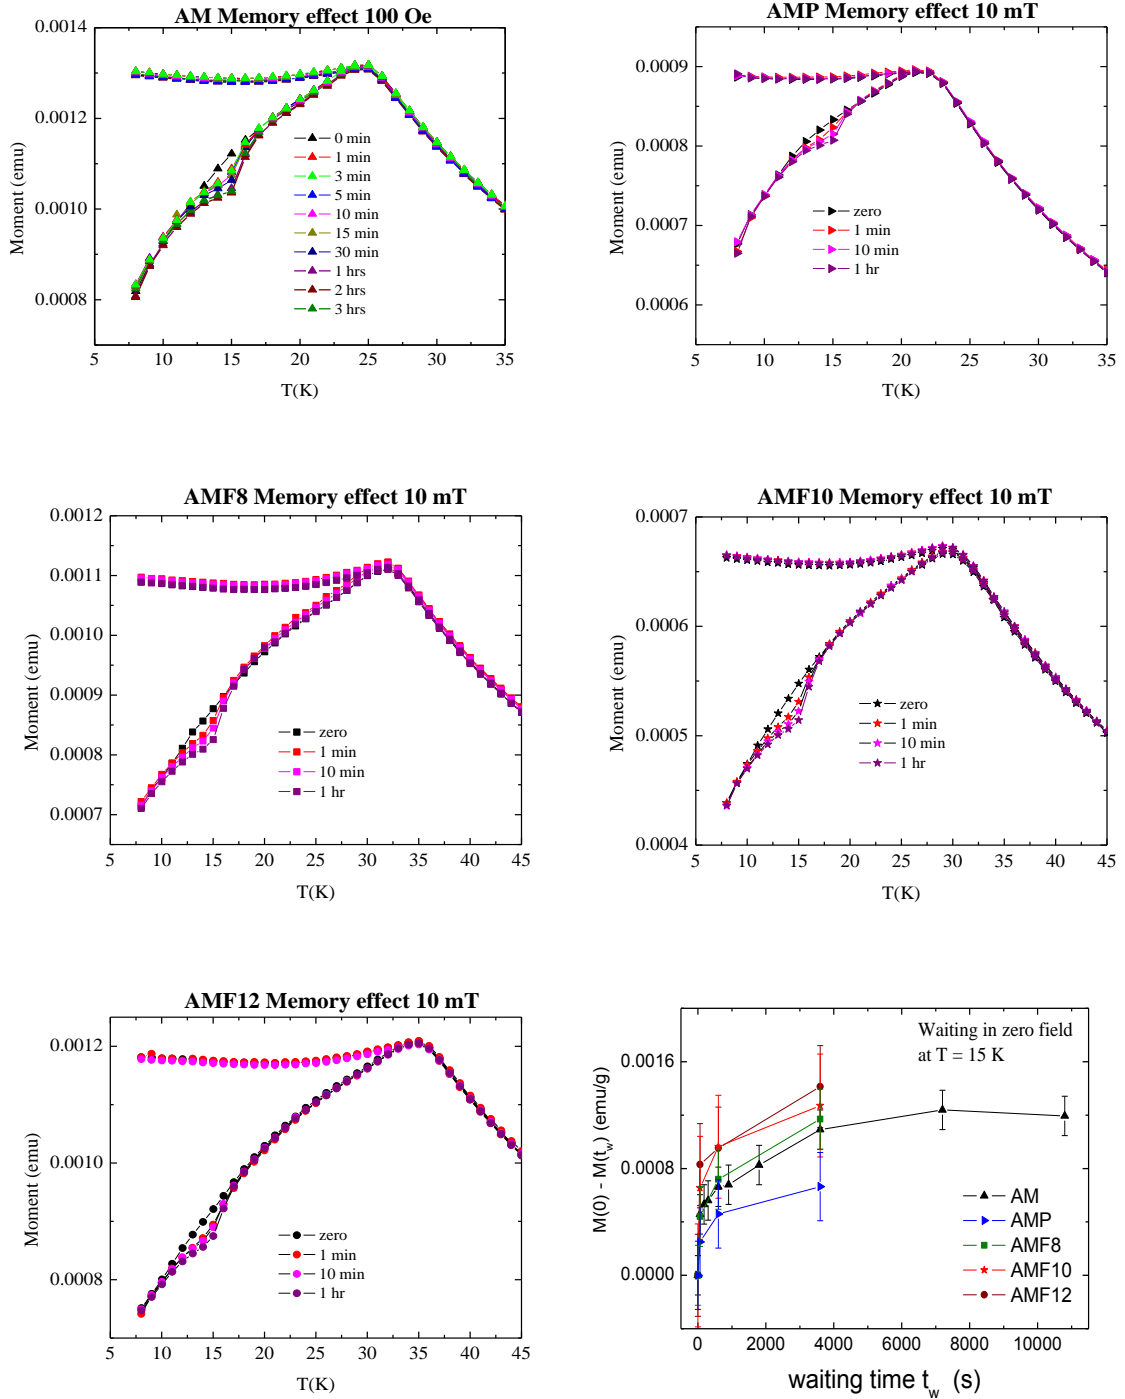 AM Memory effect 100 Oe
0.0014
0.0012
0.0010
0.0008
Moment (emu)
0 min
1 min
3 min
5 min
10 min
15 min
30 min
1 hrs
2 hrs
3 hrs
5 10 15 20 25 30 35
T(K)
AMP Memory effect 10 mT
0.0009
0.0008
0.0007
0.0006
Moment (emu)
zero
1 min
10 min
1 hr
5 10 15 20 25 30 35
T(K)
AMF8 Memory effect 10 mT
0.0012
0.0011
0.0010
0.0009
0.0008
0.0007
Moment (emu)
zero
1 min
10 min
1 hr
5 10 15 20 25 30 35 40 45
T(K)
AMF10 Memory effect 10 mT
0.0007
0.0006
0.0005
0.0004
Moment (emu)
zero
1 min
10 min
1 hr
5 10 15 20 25 30 35 40 45
T(K)
AMF12 Memory effect 10 mT
0.0012
0.0010
0.0008
Moment (emu)
zero
1 min
10 min
1 hr
5 10 15 20 25 30 35 40 45
T(K)
Waiting in zero field
at T = 15 K
0.0016
0.0008
0.0000
M(0) - M(t_w) (emu/g)
AM
AMP
AMF8
AMF10
AMF12
0 2000 4000 6000 8000 10000
waiting time t_w (s)